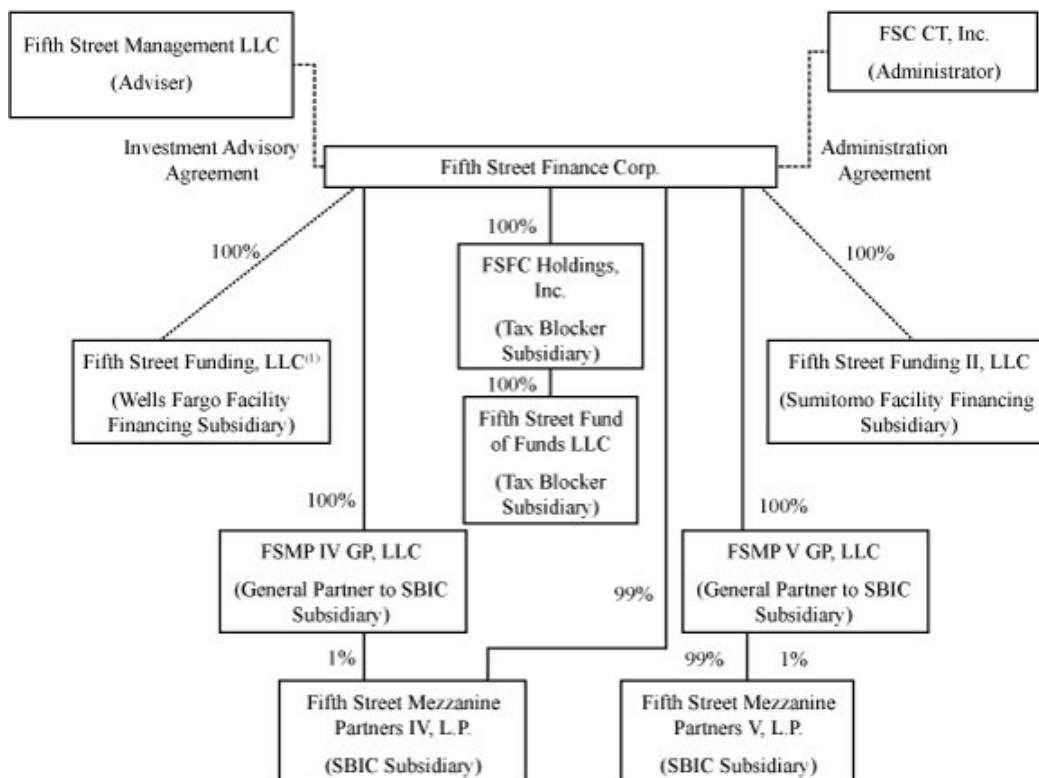 Fifth Street Management LLC
(Adviser)
FSC CT, Inc.
(Administrator)
Investment Advisory
Agreement
Fifth Street Finance Corp.
Administration
Agreement
100%
100%
100%
FSFC Holdings,
Inc.
(Tax Blocker
Subsidiary)
Fifth Street Funding, LLC(1)
(Wells Fargo Facility
Financing Subsidiary)
100%
Fifth Street Fund
of Funds LLC
(Tax Blocker
Subsidiary)
Fifth Street Funding II, LLC
(Sumitomo Facility Financing
Subsidiary)
100%
100%
FSMP IV GP, LLC
(General Partner to SBIC
Subsidiary)
99%
FSMP V GP, LLC
(General Partner to SBIC
Subsidiary)
1%
99%
1%
Fifth Street Mezzanine
Partners IV, L.P.
(SBIC Subsidiary)
Fifth Street Mezzanine
Partners V, L.P.
(SBIC Subsidiary)